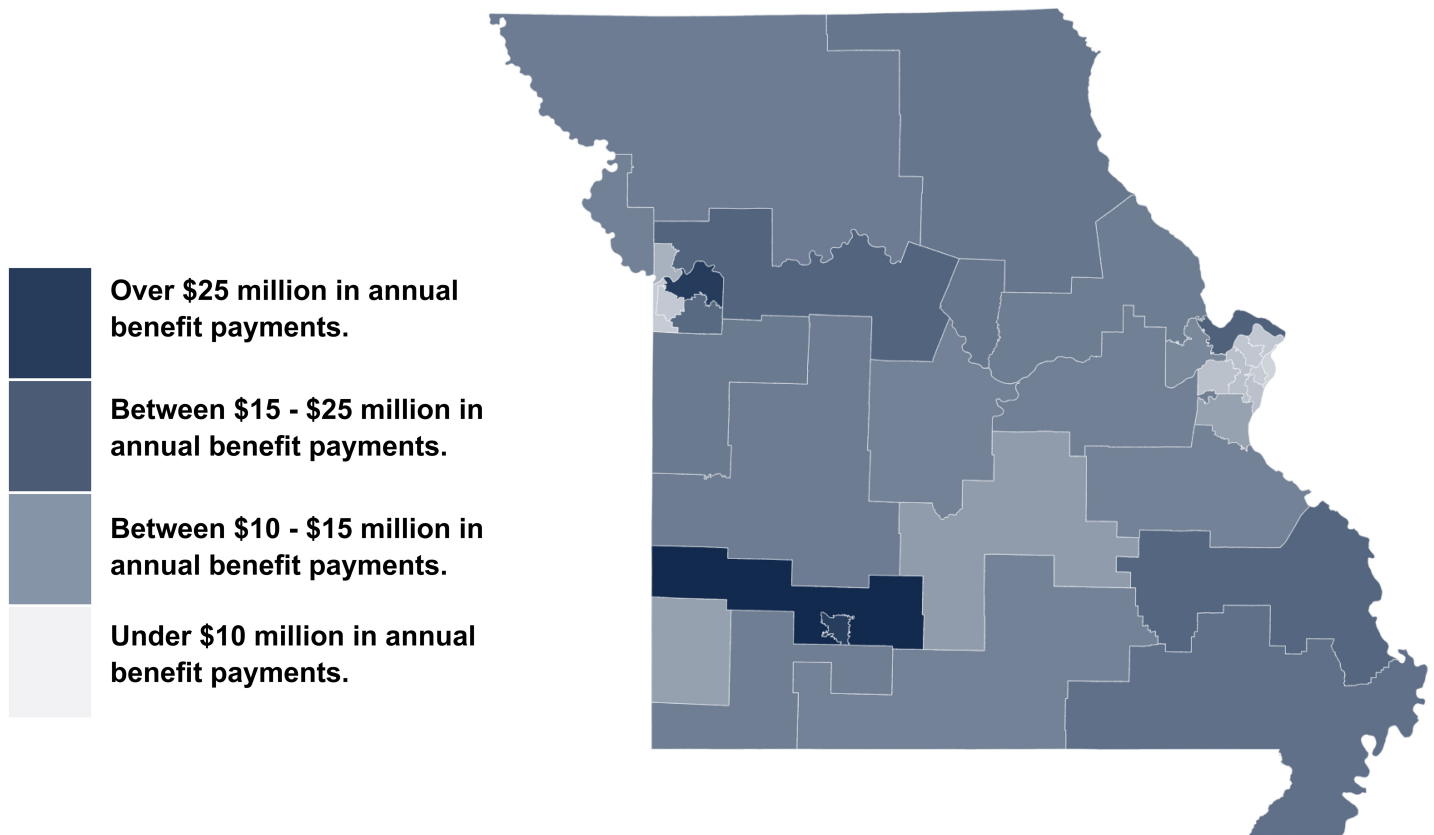 Over $25 million in annual
benefit payments.
Between $15 - $25 million in
annual benefit payments.
Between $10 - $15 million in
annual benefit payments.
Under $10 million in annual
benefit payments.